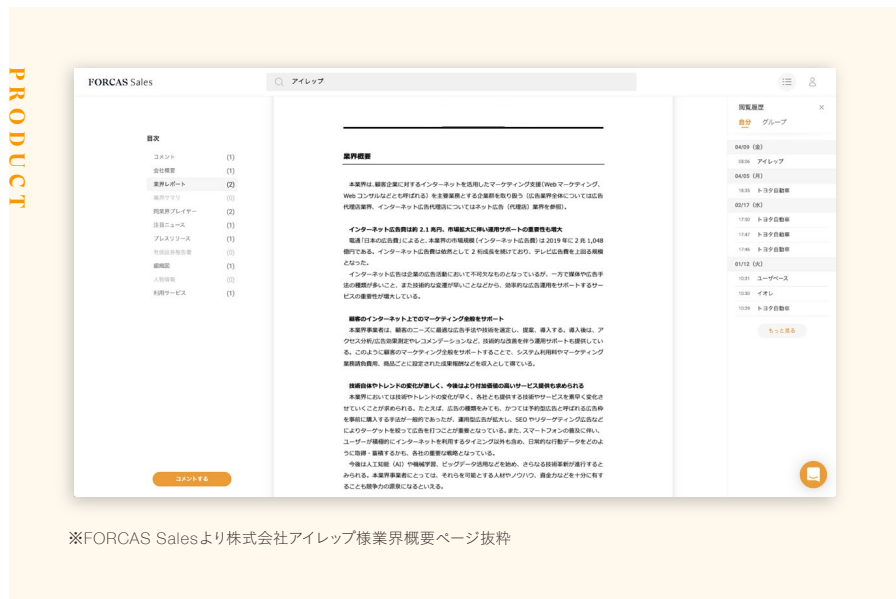 PRODUCT
FORCAS Sales
アイレップ
目次
コメント (1)
会社概要 (1)
業界レポート (2)
業界サマリ (0)
同業界プレイヤー (2)
注目ニュース (1)
プレスリリース (1)
有価証券報告書 (0)
組織図 (1)
人物情報 (0)
利用サービス (1)
コメントする
業界概要
本業界は、顧客企業に対するインターネットを活用したマーケティング支援（Web マーケティング、
Web コンサルなどとも呼ばれる）を主要業務とする企業群を取り扱う（広告業界全体については広告
代理店業界、インターネット広告代理店についてはネット広告（代理店）業界を参照）。
インターネット広告費は約 2.1 兆円、市場拡大に伴い運用サポートの重要性も増大
電通「日本の広告費」によると、本業界の市場規模（インターネット広告費）は 2019 年に 2 兆 1,048
億円である。インターネット広告費は依然として 2 桁成長を続けており、テレビ広告費を上回る規模
となった。
インターネット広告は企業の広告活動において不可欠なものとなっているが、一方で媒体や広告手
法の種類が多いこと、また技術的な変遷が早いことなどから、効率的な広告運用をサポートするサー
ビスの重要性が増大している。
顧客のインターネット上でのマーケティング全般をサポート
本業界事業者は、顧客のニーズに最適な広告手法や技術を選定し、提案、導入する。導入後は、ア
クセス分析/広告効果測定やレコメンデーションなど、技術的な改善を伴う運用サポートも提供してい
る。このように顧客のマーケティング全般をサポートすることで、システム利用料やマーケティング
業務請負費用、商品ごとに設定された成果報酬などを収入として得ている。
技術自体やトレンドの変化が激しく、今後はより付加価値の高いサービス提供も求められる
本業界においては技術やトレンドの変化が早く、各社とも提供する技術やサービスを素早く変化さ
せていくことが求められる。たとえば、広告の種類をみても、かつては予約型広告と呼ばれる広告枠
を事前に購入する手法が一般的であったが、運用型広告が拡大し、SEO やリターゲティング広告など
によりターゲットを絞って広告を打つことが重要となっている。また、スマートフォンの普及に伴い、
ユーザーが積極的にインターネットを利用するタイミング以外も含め、日常的な行動データをどのよ
うに取得・蓄積するかも、各社の重要な戦略となっている。
今後は人工知能（AI）や機械学習、ビッグデータ活用などを始め、さらなる技術革新が進行すると
みられる。本業界事業者にとっては、それらを可能とする人材やノウハウ、資金力などを十分に有す
ることも競争力の源泉になるといえる。
閲覧履歴 ×
自分 グループ
04/09（金）
08:06 アイレップ
04/05（月）
18:35 トヨタ自動車
02/17（水）
17:50 トヨタ自動車
17:47 トヨタ自動車
17:46 トヨタ自動車
01/12（火）
10:31 ユーザベース
10:30 イオレ
10:29 トヨタ自動車
もっと見る
※FORCAS Salesより株式会社アイレップ様業界概要ページ抜粋